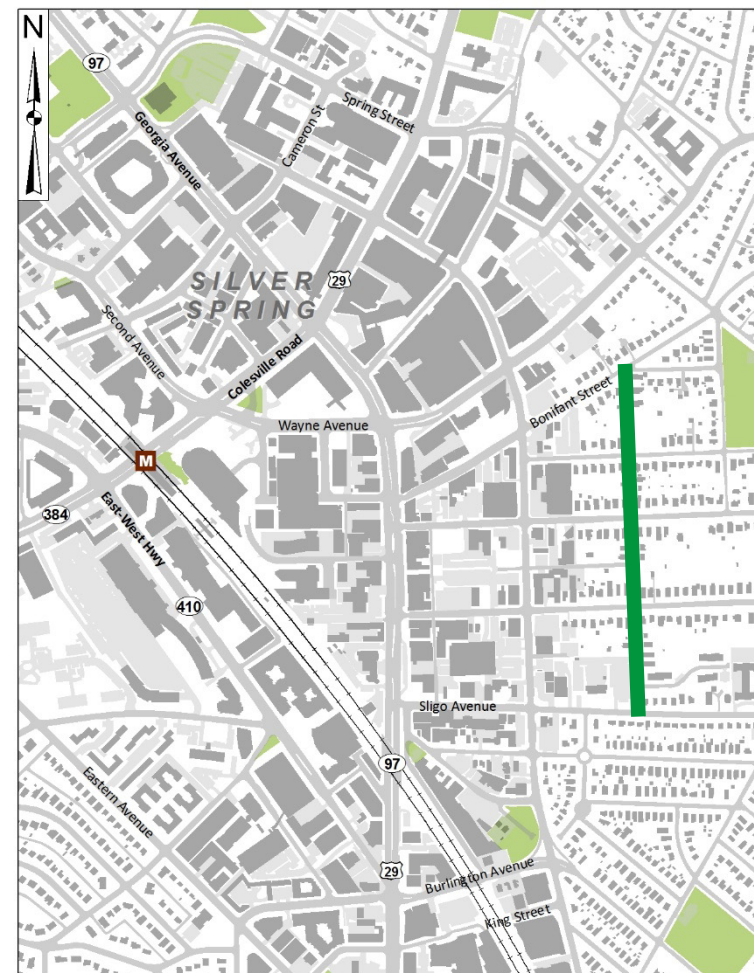 N
97
Spring Street
Cameron St
Georgia Avenue
SILVER
SPRING
29
Second Avenue
Colesville Road
Bonifant Street
Wayne Avenue
M
384
East-West Hwy
410
Sligo Avenue
97
Eastern Avenue
29
Burlington Avenue
King Street